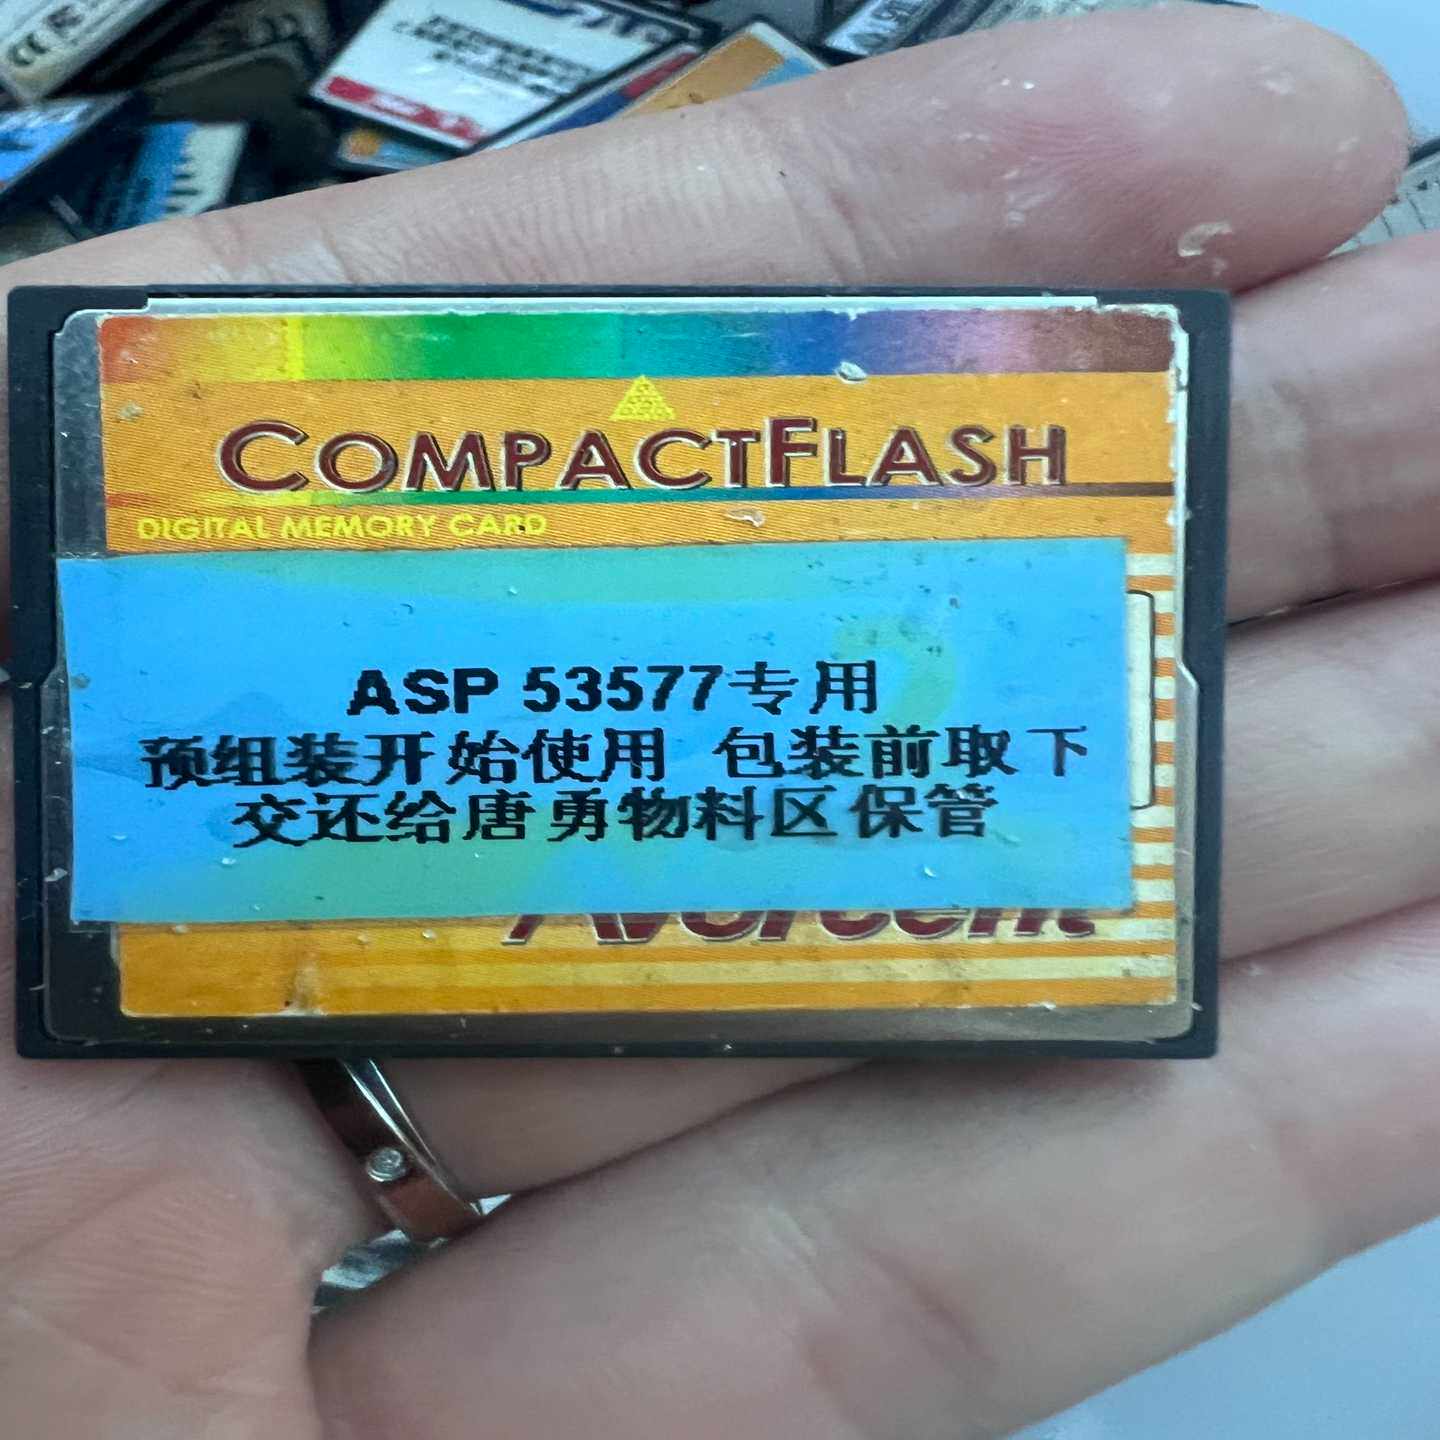 COMPACTFLASH
DIGITAL MEMORY CARD
ASP 53577专用
预组装开始使用 包装前取下
交还给唐勇物料区保管